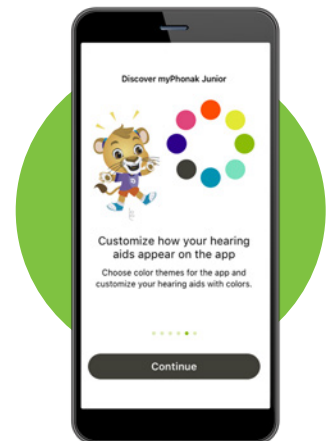 Discover myPhonak Junior
Customize how your hearing
aids appear on the app
Choose color themes for the app and
customize your hearing aids with colors.
Continue